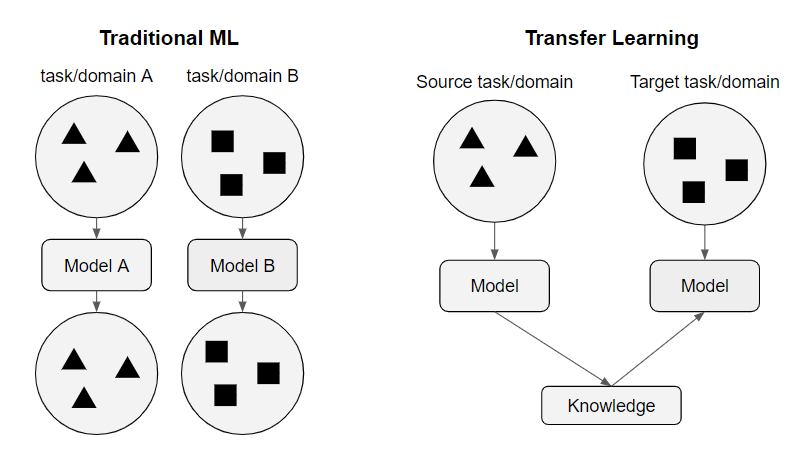 Traditional ML
task/domain A
task/domain B
Model A
Model B
Transfer Learning
Source task/domain
Target task/domain
Model
Model
Knowledge